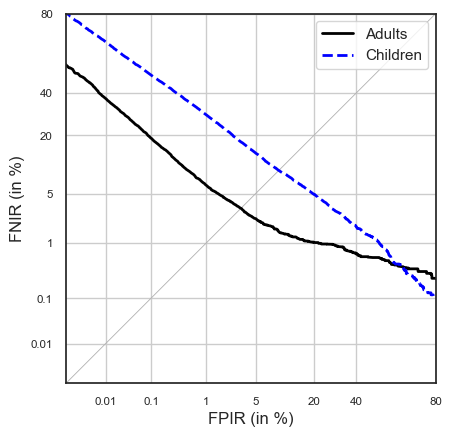 80
40
20
5
1
0.1
0.01
FNIR (in %)
Adults
Children
0.01 0.1 1 5 20 40 80
FPIR (in %)